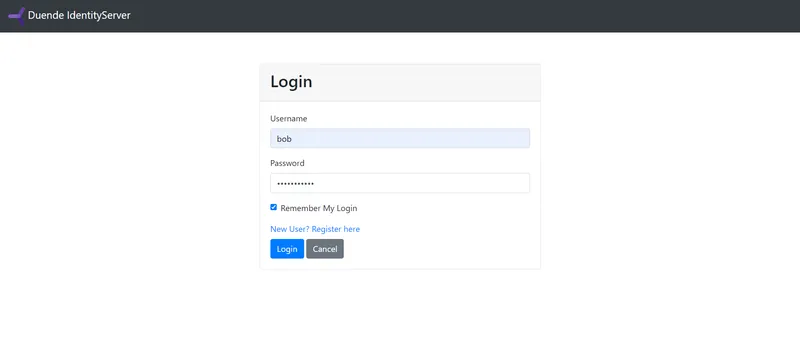 Duende IdentityServer
Login
Username
bob
Password
•••••••••••
Remember My Login
New User? Register here
Login Cancel